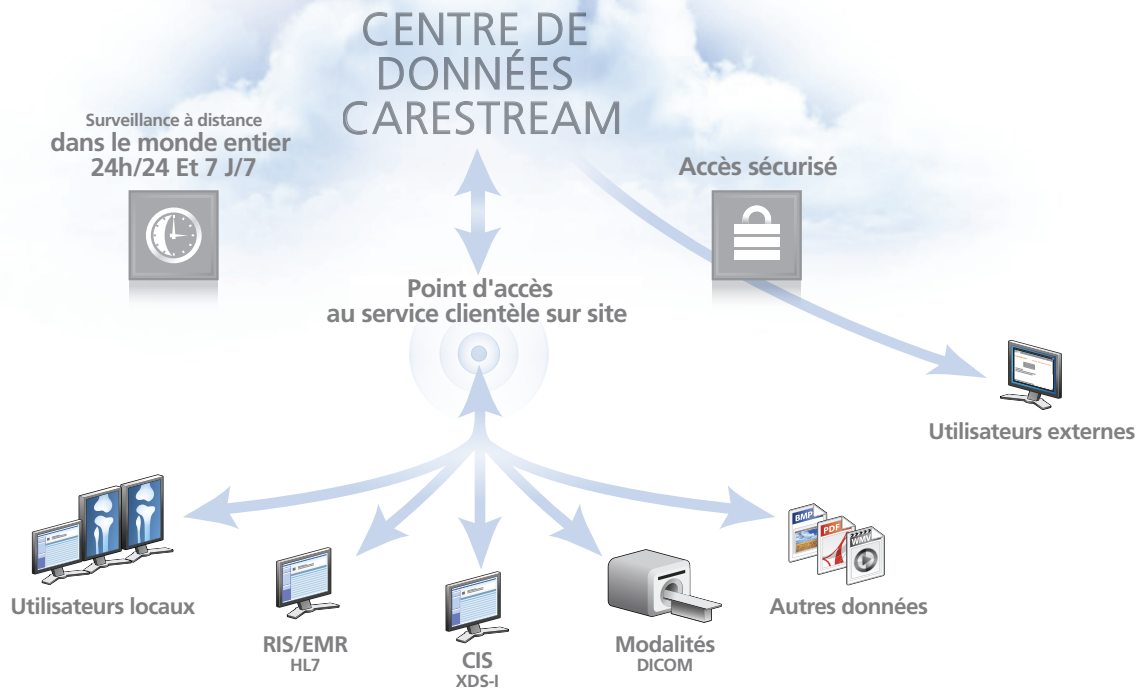 CENTRE DE
DONNÉES
CARESTREAM
Surveillance à distance
dans le monde entier
24h/24 Et 7 J/7
Accès sécurisé
Point d'accès
au service clientèle sur site
Utilisateurs externes
BMP
PDF
WMV
Utilisateurs locaux
RIS/EMR
HL7
CIS
XDS-I
Modalités
DICOM
Autres données